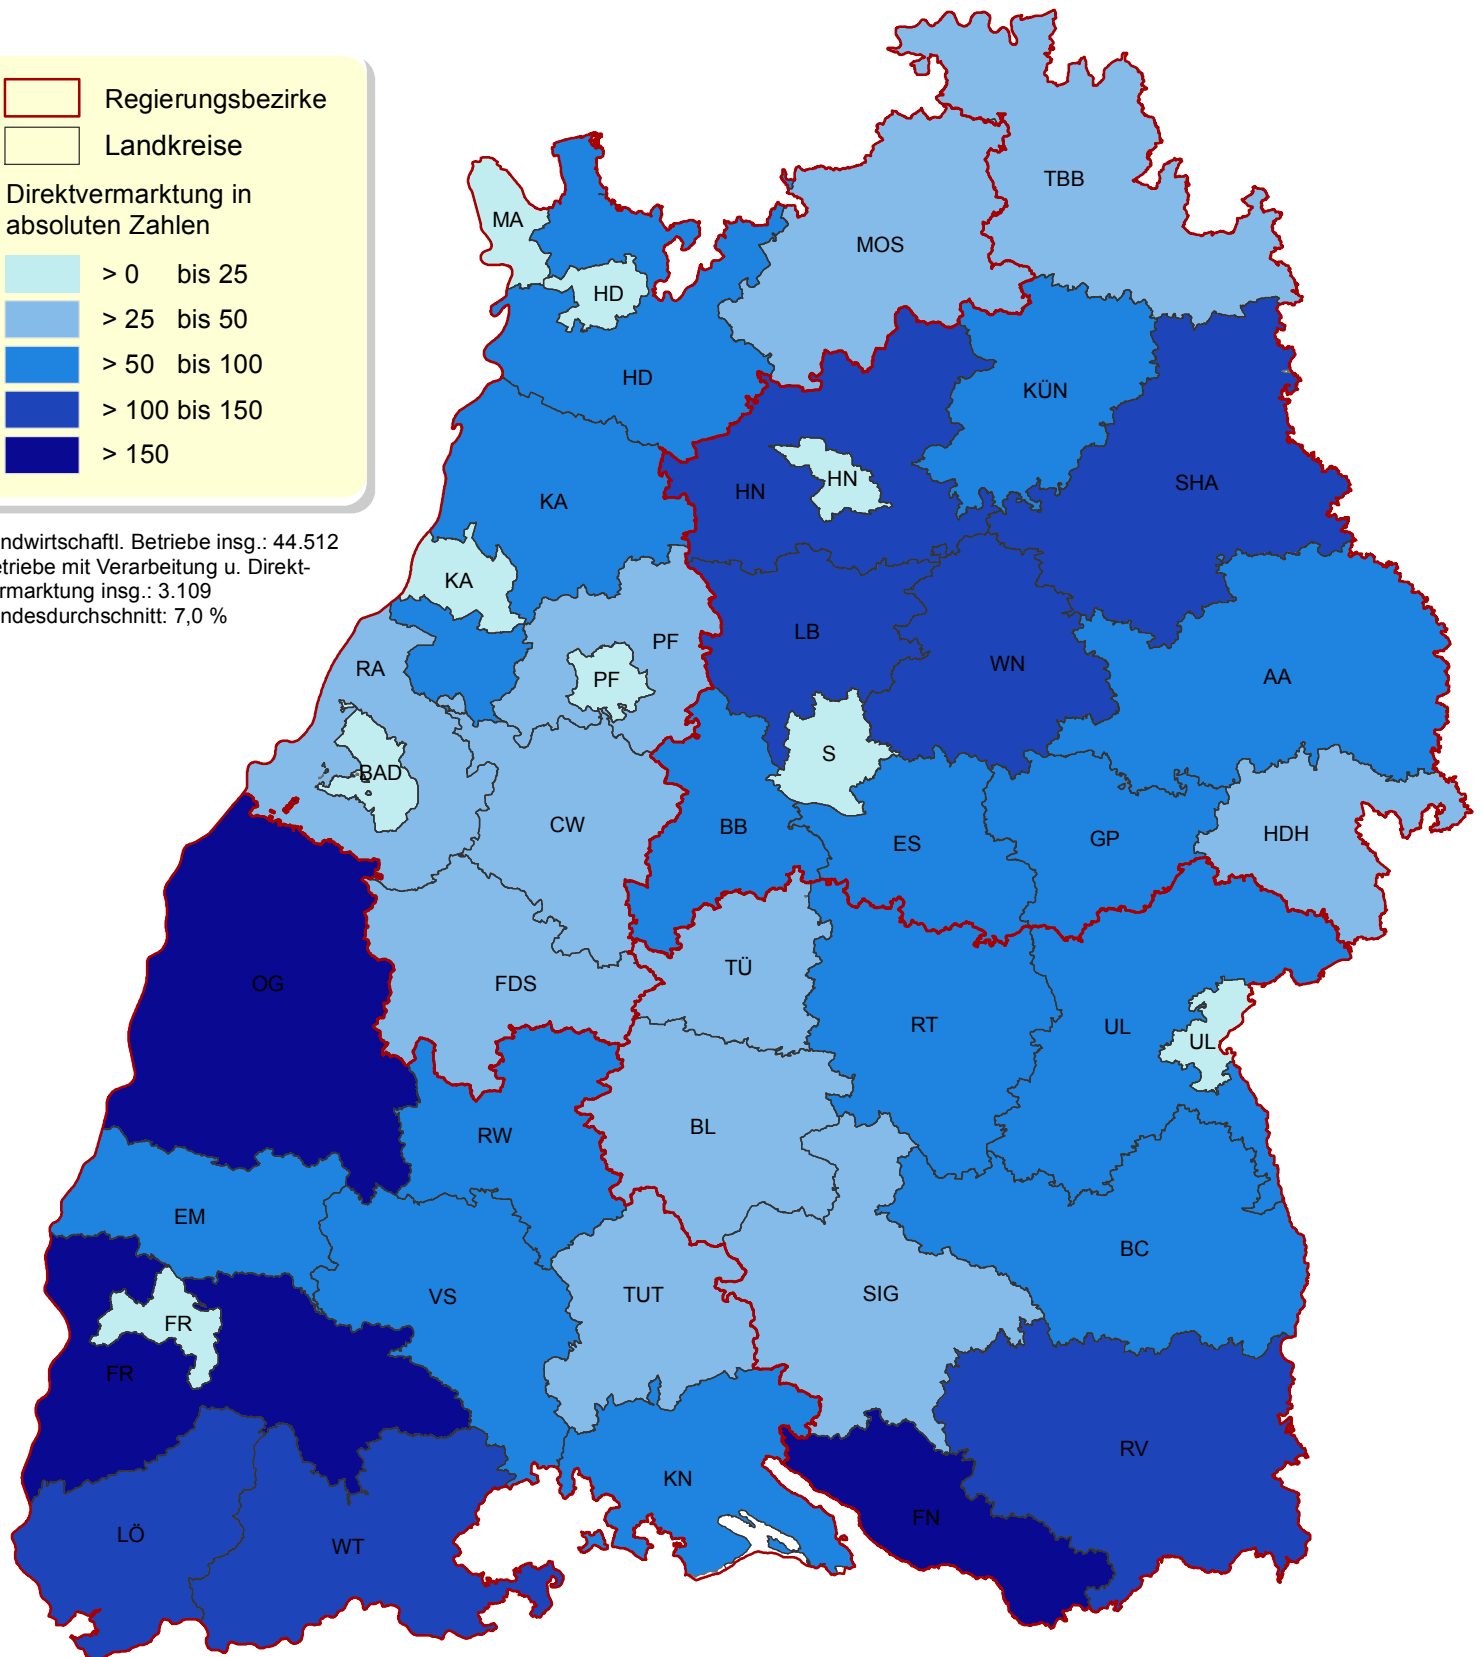 Regierungsbezirke
Landkreise
Direktvermarktung in
absoluten Zahlen
> 0 bis 25
> 25 bis 50
> 50 bis 100
> 100 bis 150
> 150
ndwirtschaftl. Betriebe insg.: 44.512
etriebe mit Verarbeitung u. Direkt-
rmarktung insg.: 3.109
ndesdurchschnitt: 7,0 %
TBB
MA
MOS
HD
HD
KÜN
HN
HN
SHA
KA
KA
LB
PF
WN
RA
PF
AA
S
BAD
CW
BB
ES
GP
HDH
TÜ
OG
FDS
RT
UL
UL
BL
RW
EM
BC
VS
TUT
SIG
FR
FR
RV
KN
FN
LÖ
WT